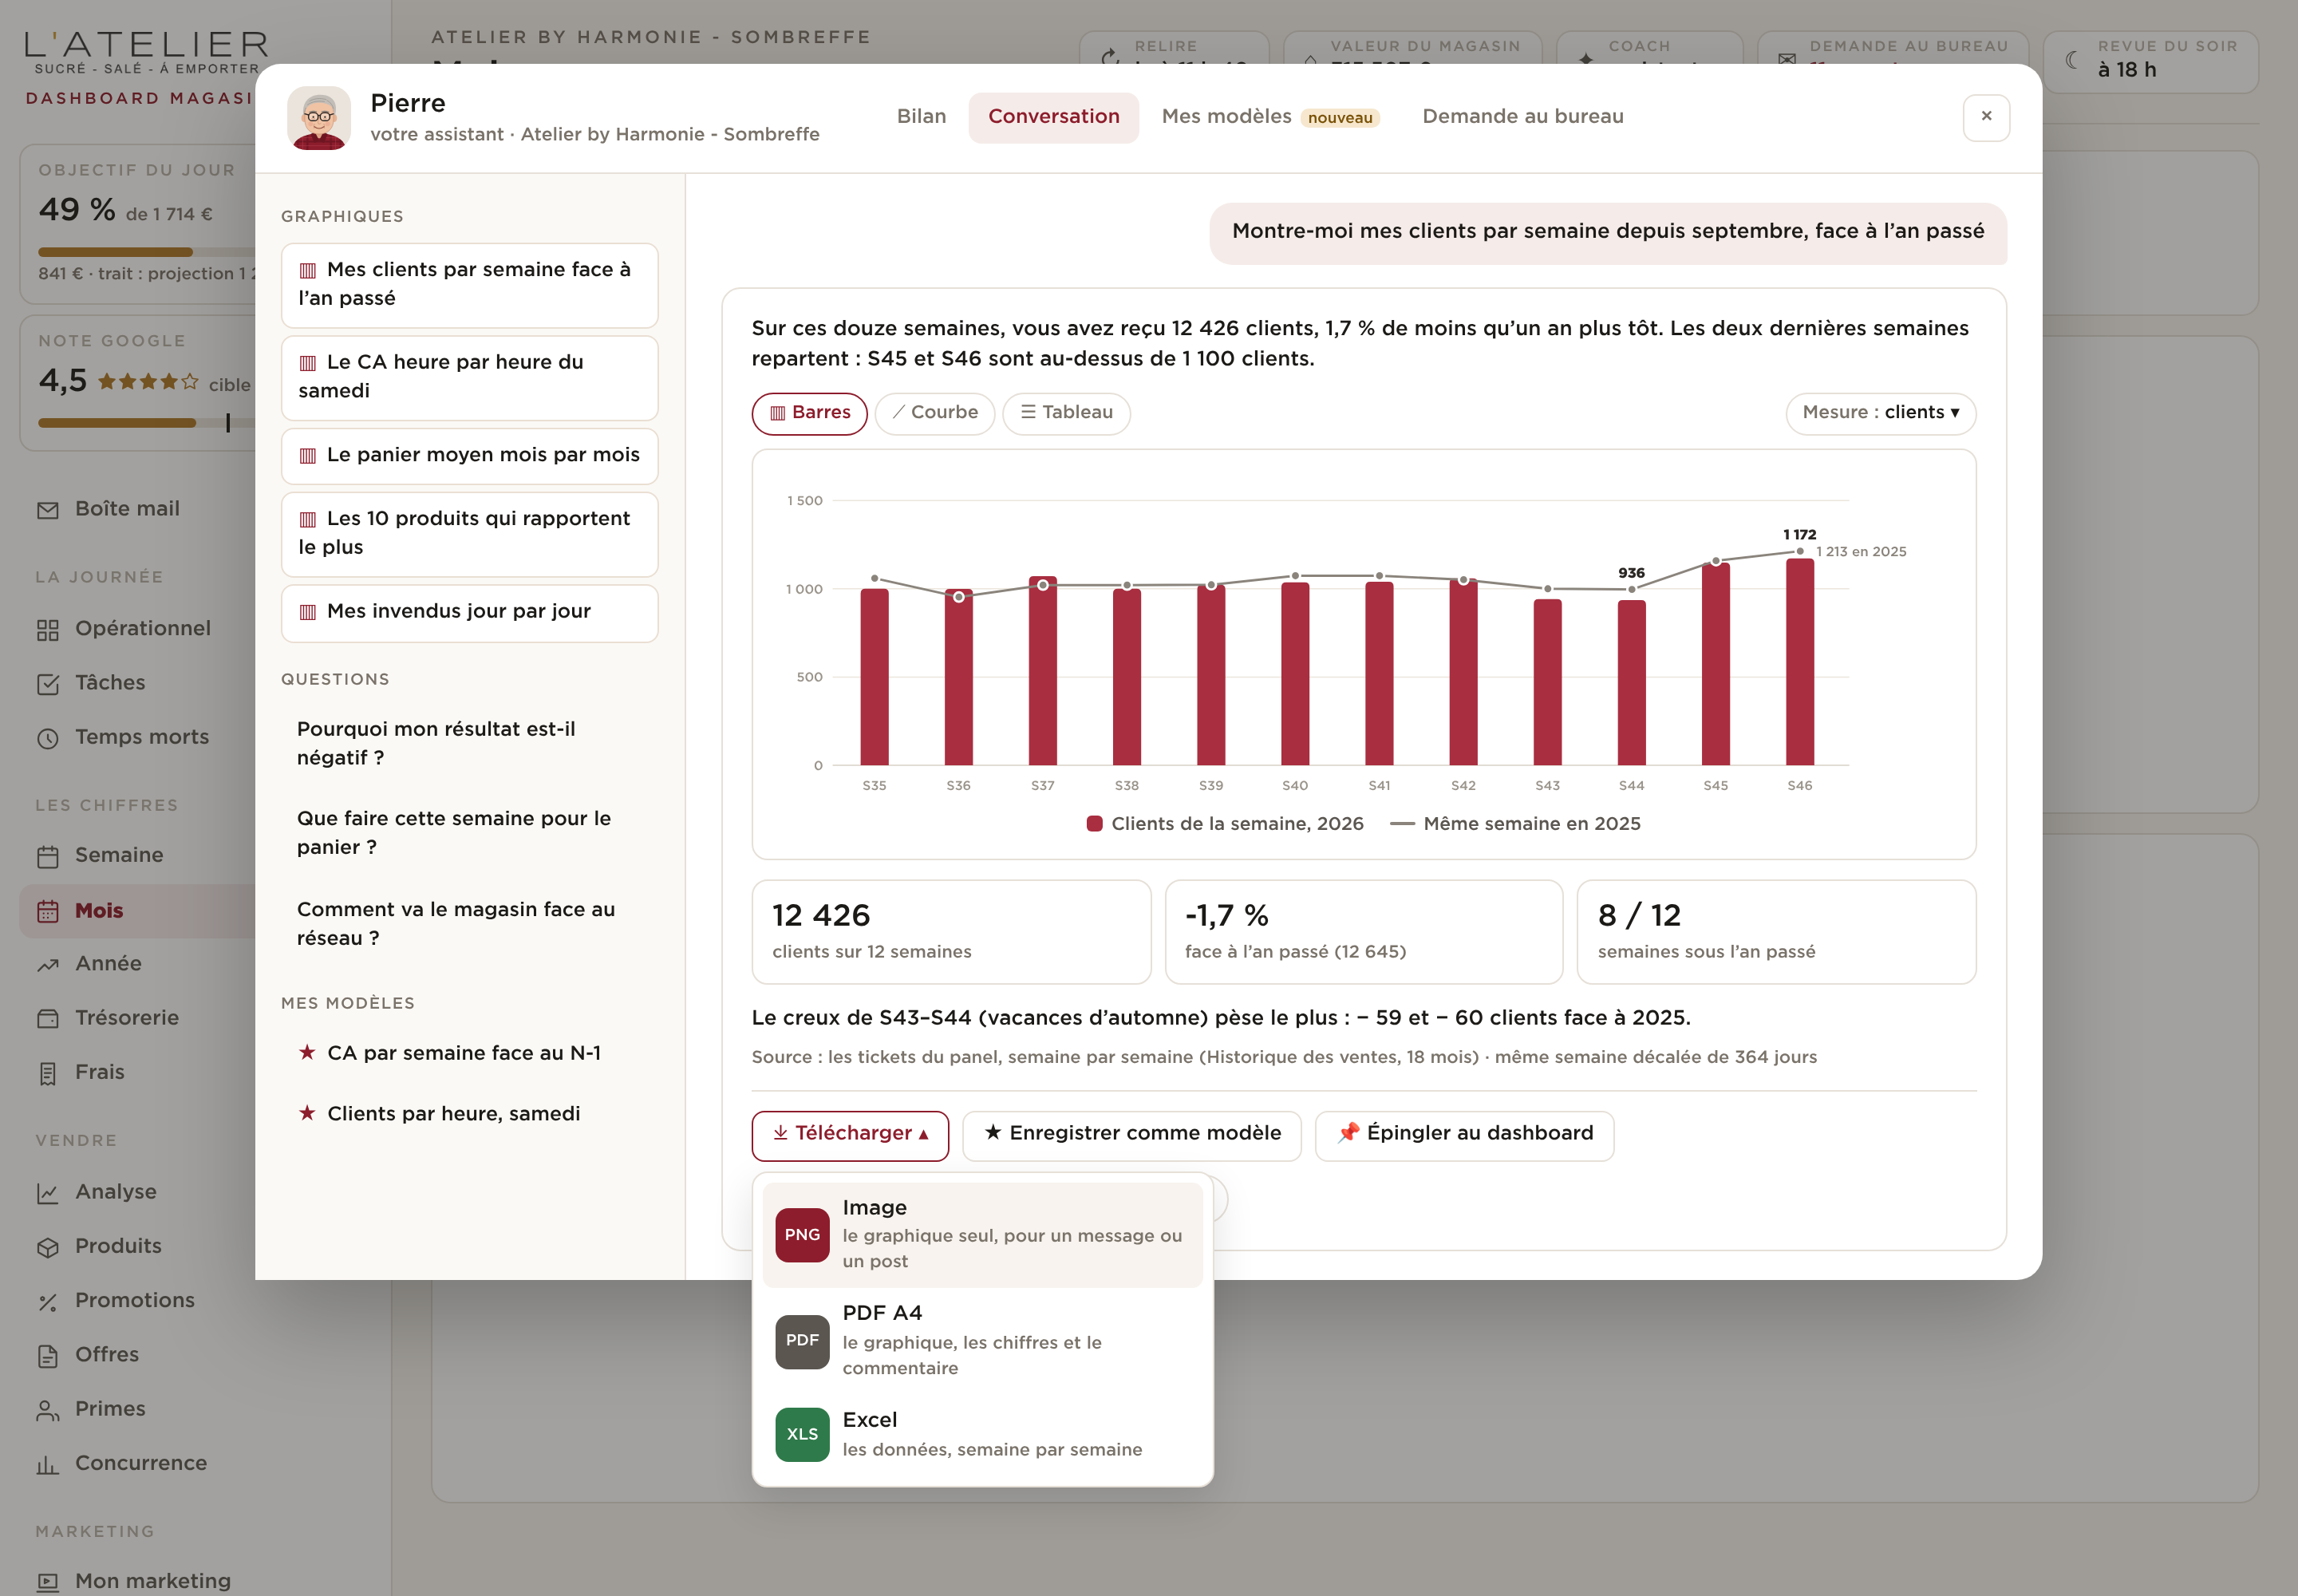 L'ATELIER
SUCRÉ - SALÉ - À EMPORTER
DASHBOARD MAGASI
ATELIER BY HARMONIE - SOMBREFFE
RELIRE
VALEUR DU MAGASIN
COACH
DEMANDE AU BUREAU
REVUE DU SOIR
à 18 h
OBJECTIF DU JOUR
49 % de 1 714 €
841 € · trait : projection 1 2
NOTE GOOGLE
4,5 ★★★★☆ cible
Boîte mail
LA JOURNÉE
Opérationnel
Tâches
Temps morts
LES CHIFFRES
Semaine
Mois
Année
Trésorerie
Frais
VENDRE
Analyse
Produits
Promotions
Offres
Primes
Concurrence
MARKETING
Mon marketing
Pierre
votre assistant · Atelier by Harmonie - Sombreffe
Bilan
Conversation
Mes modèles nouveau
Demande au bureau
×
GRAPHIQUES
Mes clients par semaine face à
l’an passé
Le CA heure par heure du
samedi
Le panier moyen mois par mois
Les 10 produits qui rapportent
le plus
Mes invendus jour par jour
QUESTIONS
Pourquoi mon résultat est-il
négatif ?
Que faire cette semaine pour le
panier ?
Comment va le magasin face au
réseau ?
MES MODÈLES
★ CA par semaine face au N-1
★ Clients par heure, samedi
Montre-moi mes clients par semaine depuis septembre, face à l’an passé
Sur ces douze semaines, vous avez reçu 12 426 clients, 1,7 % de moins qu’un an plus tôt. Les deux dernières semaines
repartent : S45 et S46 sont au-dessus de 1 100 clients.
Barres
Courbe
Tableau
Mesure : clients ▾
1 500
1 000
500
0
936
1 172
1 213 en 2025
S35 S36 S37 S38 S39 S40 S41 S42 S43 S44 S45 S46
Clients de la semaine, 2026
Même semaine en 2025
12 426
clients sur 12 semaines
-1,7 %
face à l’an passé (12 645)
8 / 12
semaines sous l’an passé
Le creux de S43–S44 (vacances d’automne) pèse le plus : − 59 et − 60 clients face à 2025.
Source : les tickets du panel, semaine par semaine (Historique des ventes, 18 mois) · même semaine décalée de 364 jours
Télécharger ▴
★ Enregistrer comme modèle
📌 Épingler au dashboard
PNG
Image
le graphique seul, pour un message ou
un post
PDF
PDF A4
le graphique, les chiffres et le
commentaire
XLS
Excel
les données, semaine par semaine